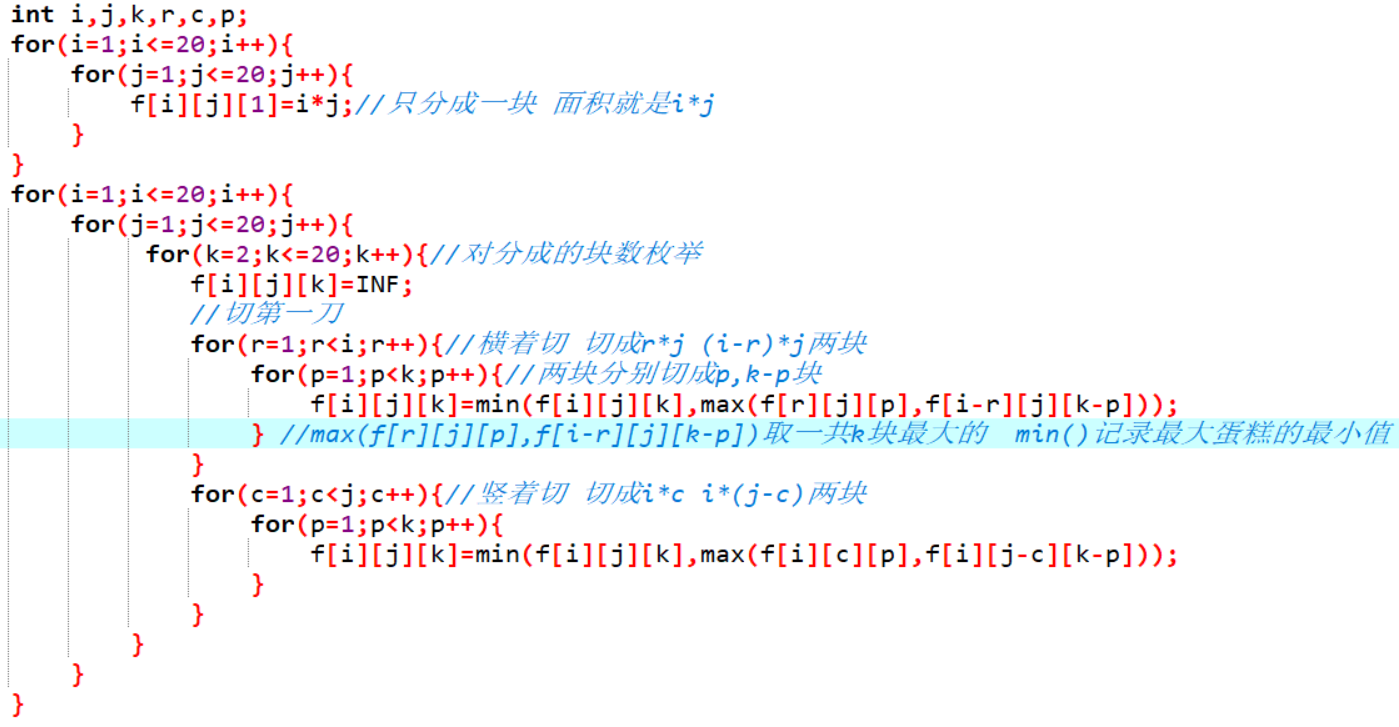 int i,j,k,r,c,p;
for(i=1;i<=20;i++){
    for(j=1;j<=20;j++){
        f[i][j][1]=i*j;//只分成一块 面积就是i*j
    }
}
for(i=1;i<=20;i++){
    for(j=1;j<=20;j++){
         for(k=2;k<=20;k++){//对分成的块数枚举
            f[i][j][k]=INF;
            //切第一刀
            for(r=1;r<i;r++){//横着切 切成r*j (i-r)*j两块
                for(p=1;p<k;p++){//两块分别切成p,k-p块
                    f[i][j][k]=min(f[i][j][k],max(f[r][j][p],f[i-r][j][k-p]));
                } //max(f[r][j][p],f[i-r][j][k-p])取一共k块最大的  min()记录最大蛋糕的最小值
            }
            for(c=1;c<j;c++){//竖着切 切成i*c i*(j-c)两块
                for(p=1;p<k;p++){
                    f[i][j][k]=min(f[i][j][k],max(f[i][c][p],f[i][j-c][k-p]));
                }
            }
        }
    }
}